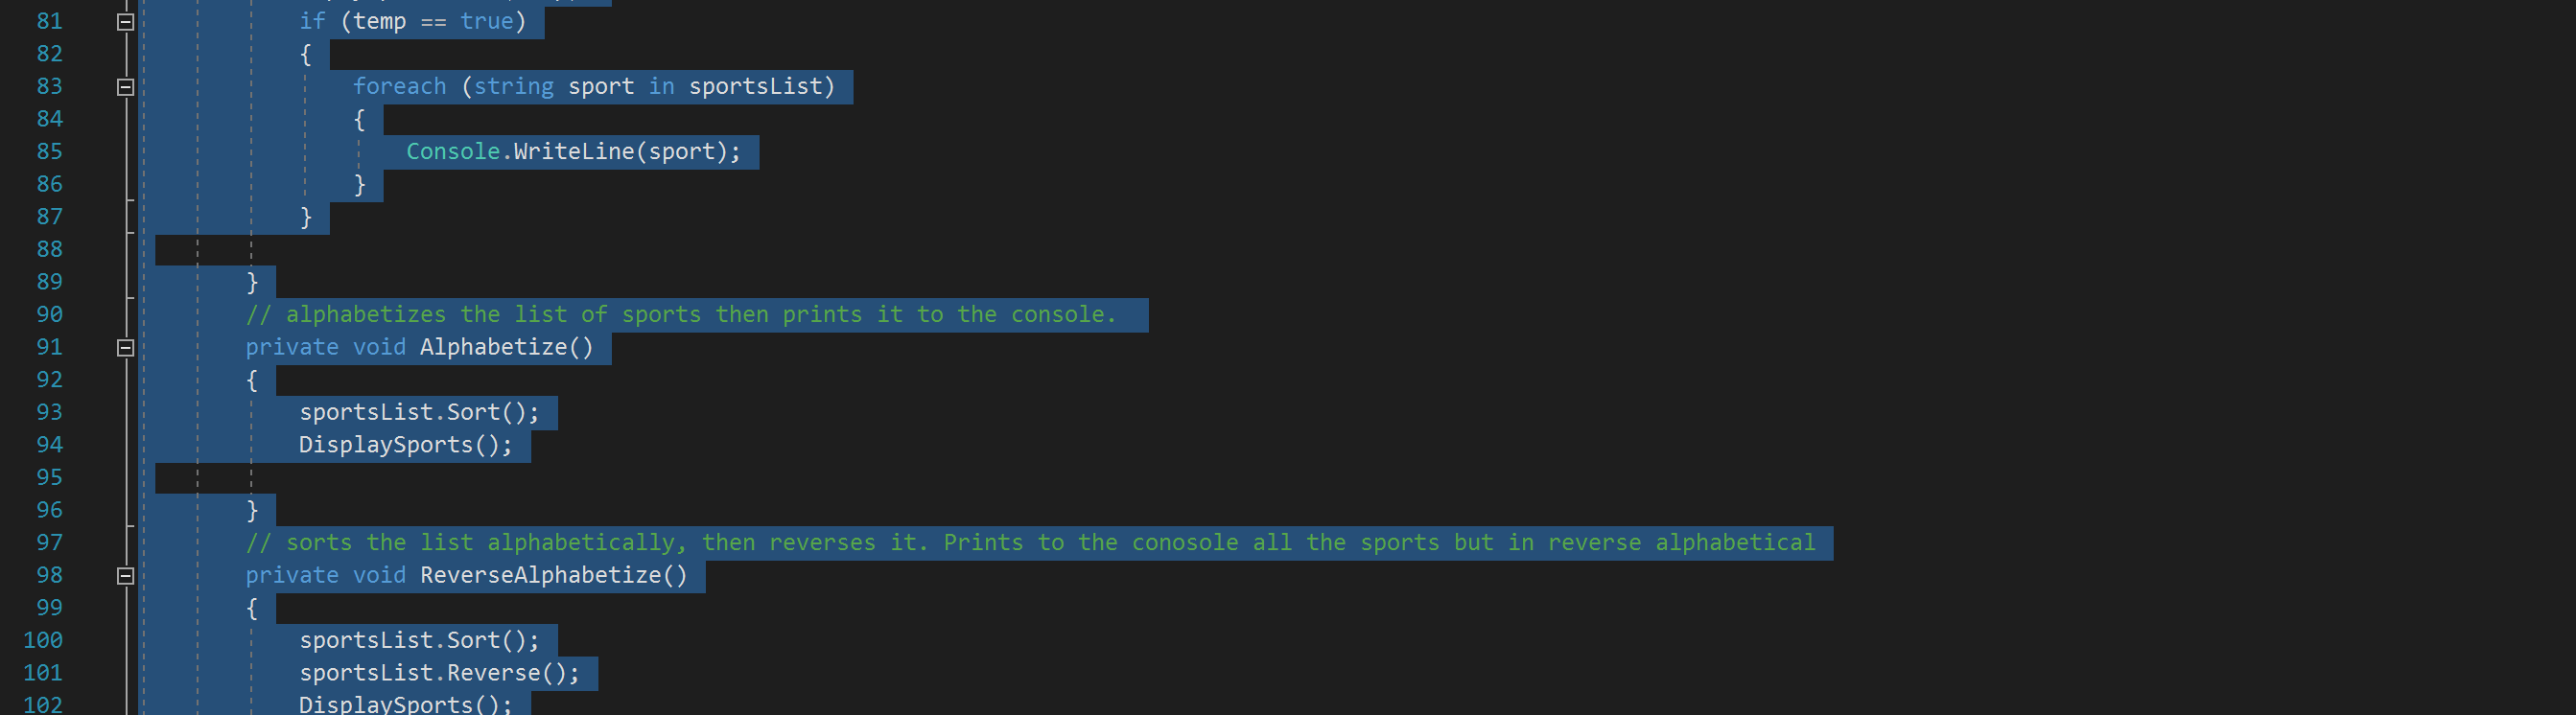 81 if (temp == true)
82 {
83 foreach (string sport in sportsList)
84 {
85 Console.WriteLine(sport);
86 }
87 }
88
89 }
90 // alphabetizes the list of sports then prints it to the console.
91 private void Alphabetize()
92 {
93 sportsList.Sort();
94 DisplaySports();
95
96 }
97 // sorts the list alphabetically, then reverses it. Prints to the conosole all the sports but in reverse alphabetical
98 private void ReverseAlphabetize()
99 {
100 sportsList.Sort();
101 sportsList.Reverse();
102 DisplaySports();